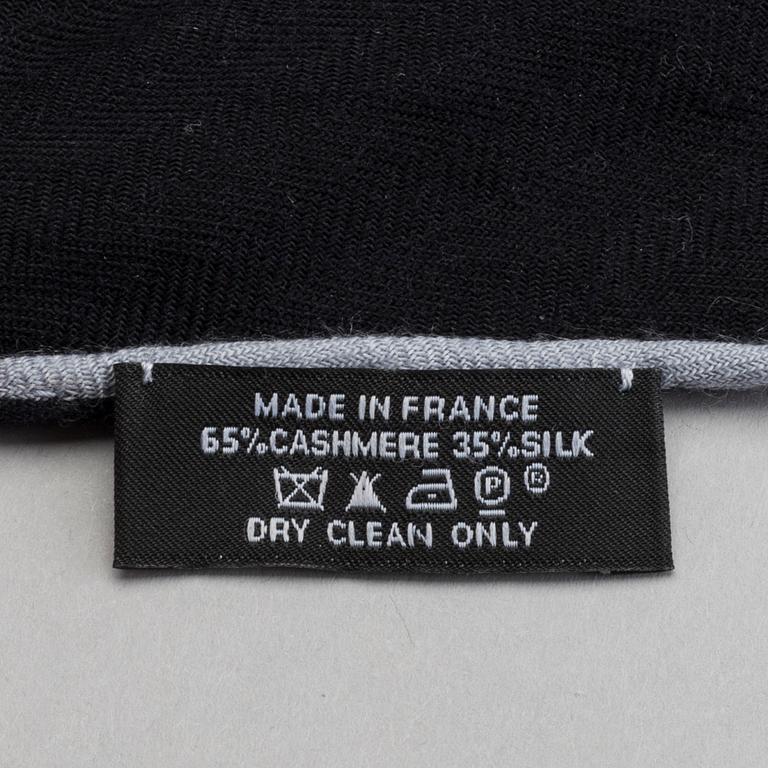 MADE IN FRANCE
65%CASHMERE 35%SILK
P ®
DRY CLEAN ONLY